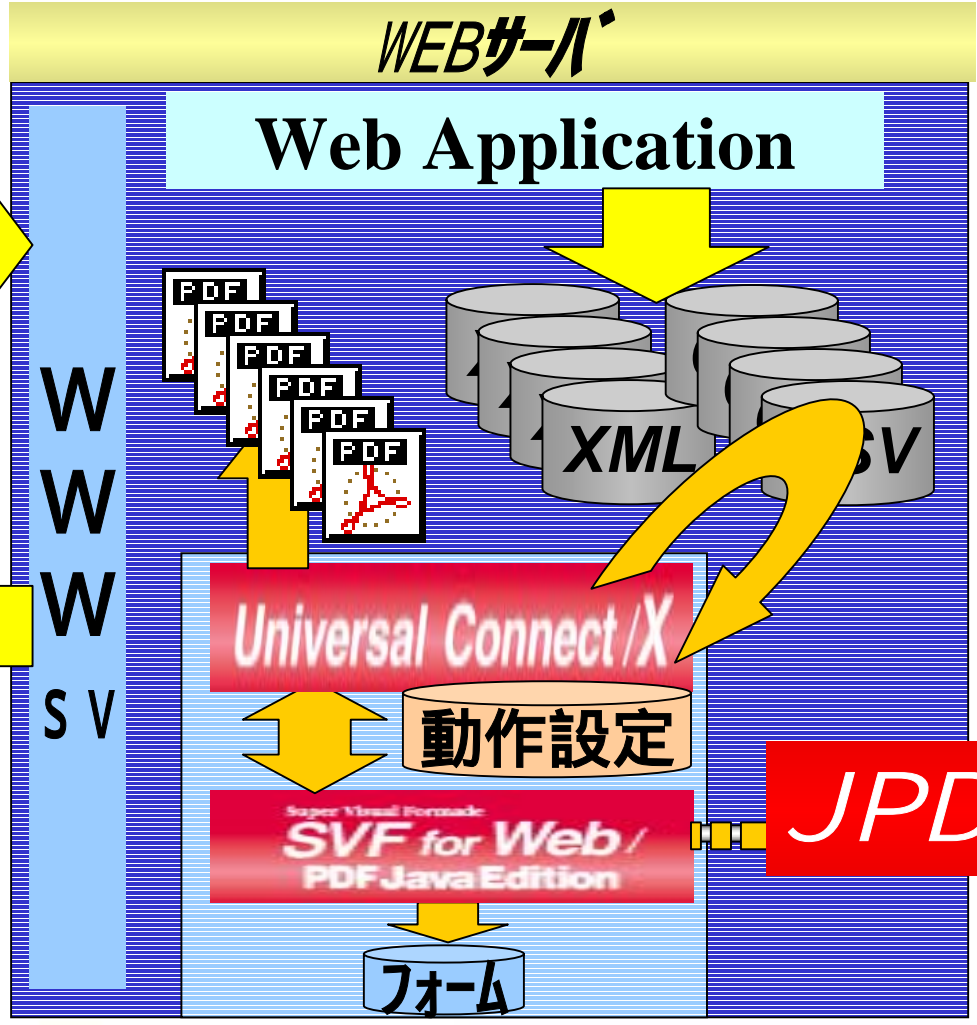 WEBサーバ
Web Application
W
W
W
S V
PDF
PDF
PDF
PDF
PDF
PDF
XML
SV
Universal Connect/X
動作設定
Super Visual Formade
SVF for Web/
PDF Java Edition
JPD
フォーム